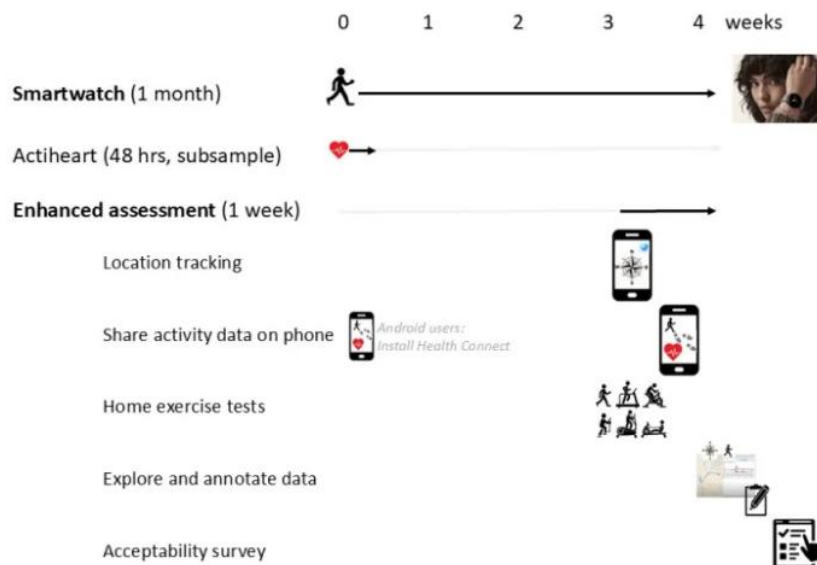 0 1 2 3 4 weeks
Smartwatch (1 month)
Actiheart (48 hrs, subsample)
Enhanced assessment (1 week)
Location tracking
Share activity data on phone
Android users:
Install Health Connect
Home exercise tests
Explore and annotate data
Acceptability survey